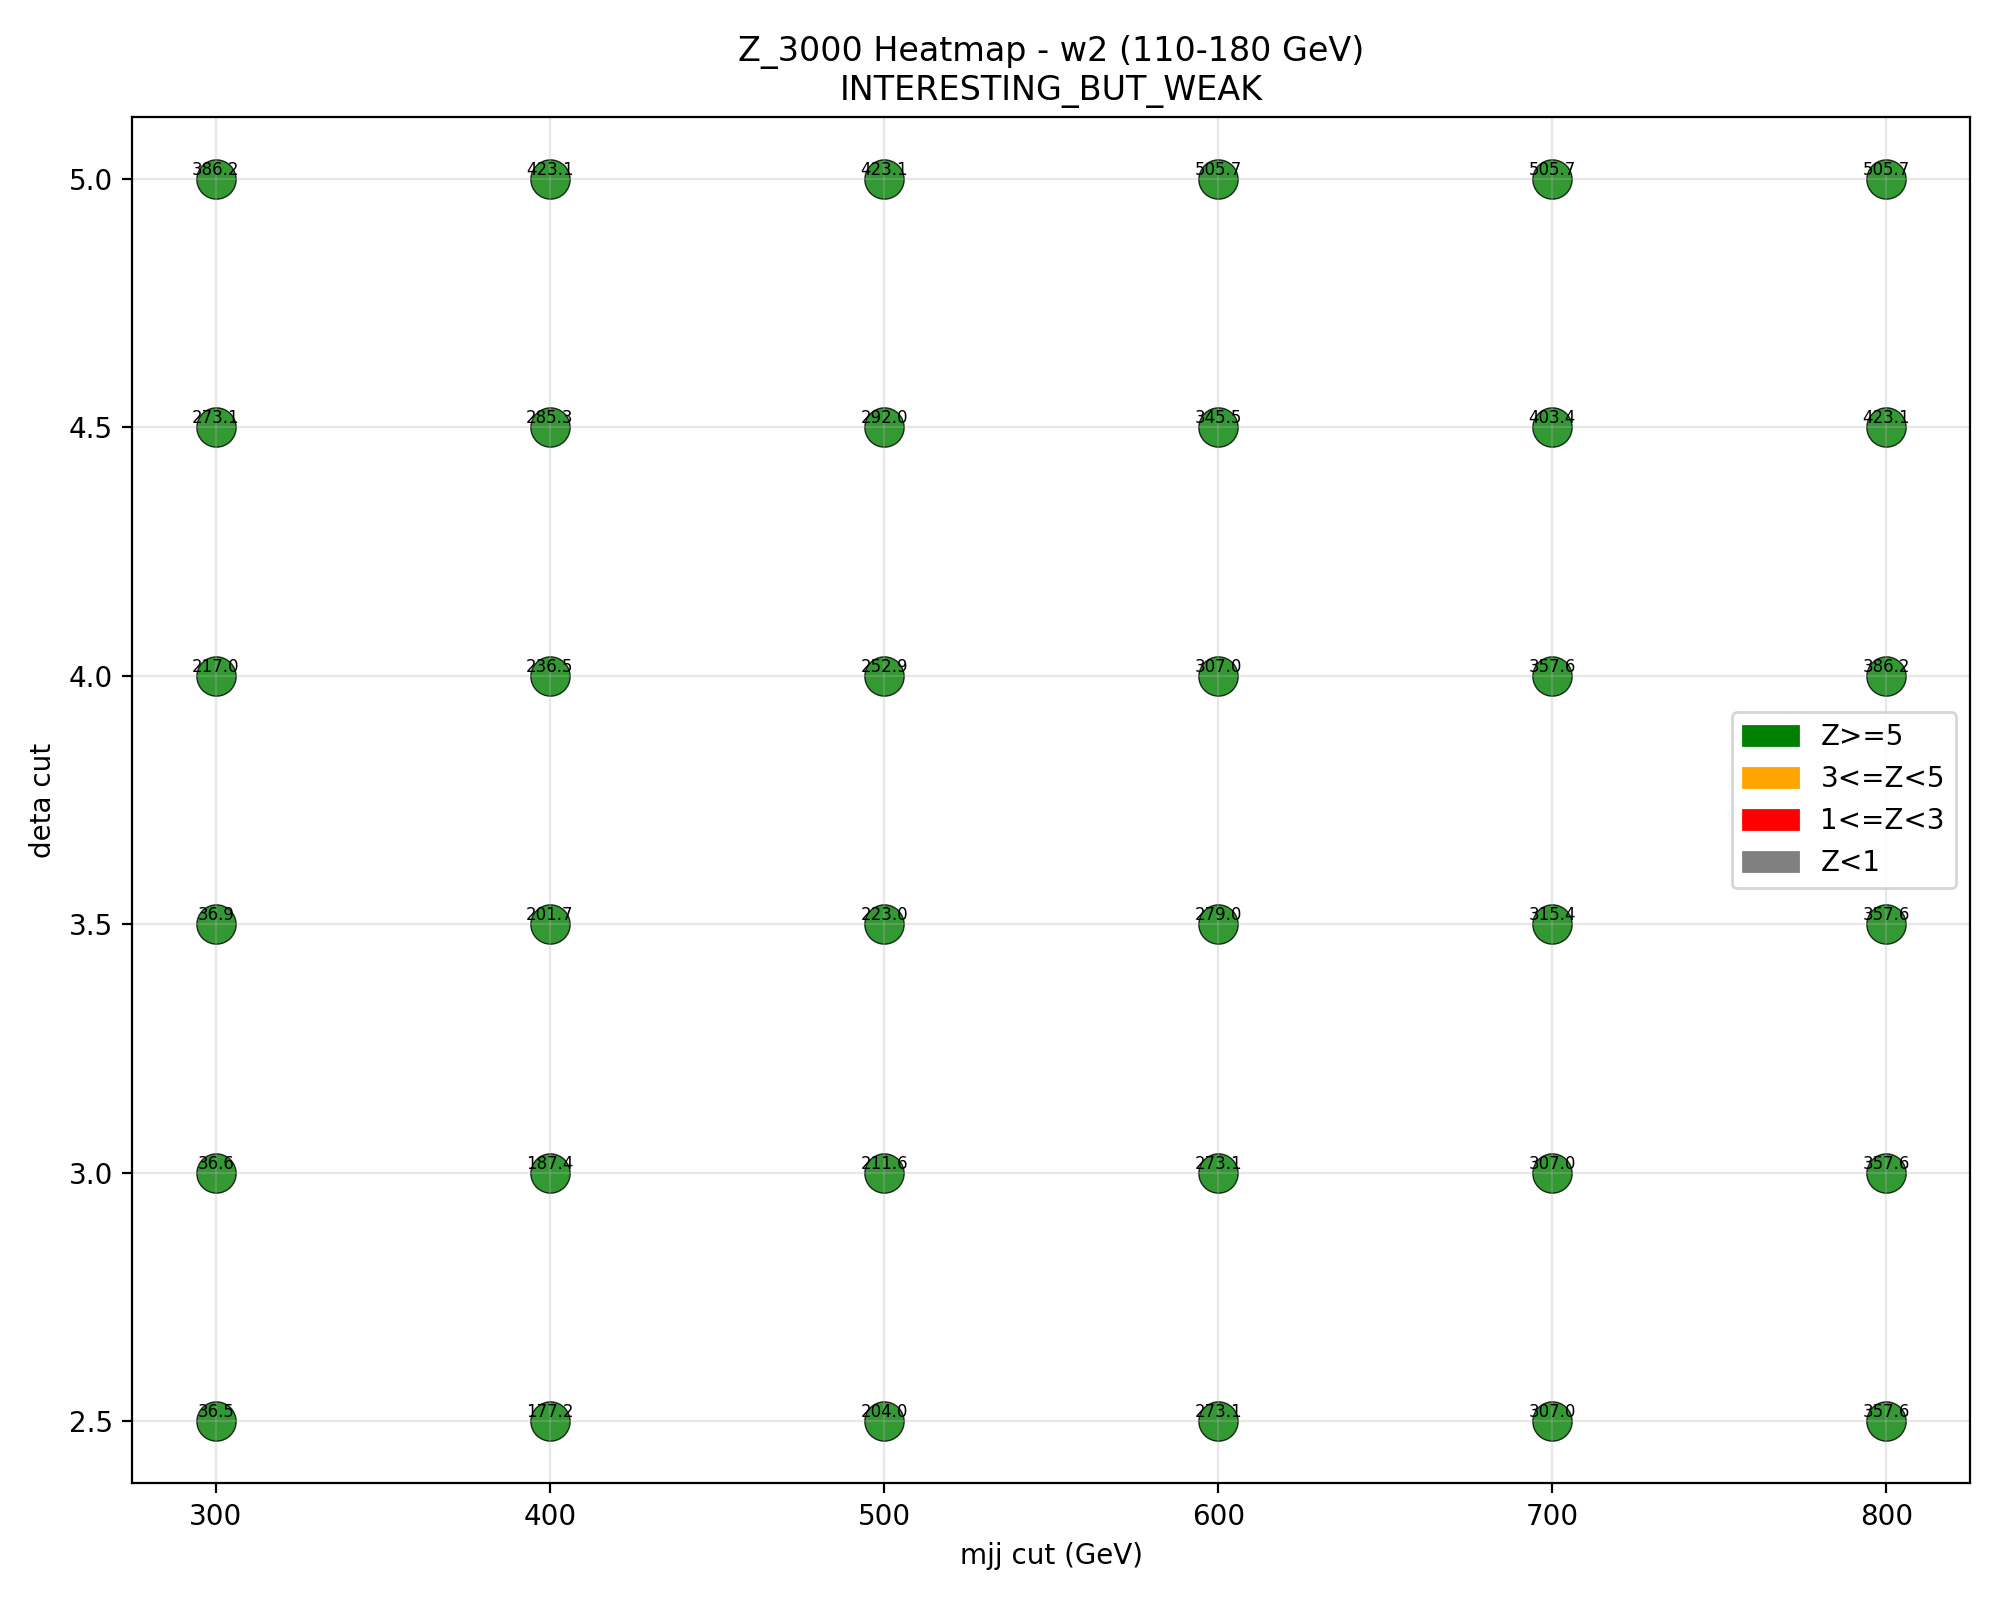 Z_3000 Heatmap - w2 (110-180 GeV)
INTERESTING_BUT_WEAK
5.0
386.2 423.1 423.1 505.7 505.7 505.7
4.5
273.1 285.3 292.0 345.5 403.4 423.1
4.0
217.0 236.5 252.9 307.0 357.6 386.2
Z>=5
3<=Z<5
1<=Z<3
Z<1
deta cut
3.5
36.9 201.7 223.0 279.0 315.4 357.6
3.0
36.6 187.4 211.6 273.1 307.0 357.6
2.5
36.5 177.2 204.0 273.1 307.0 357.6
300 400 500 600 700 800
mjj cut (GeV)